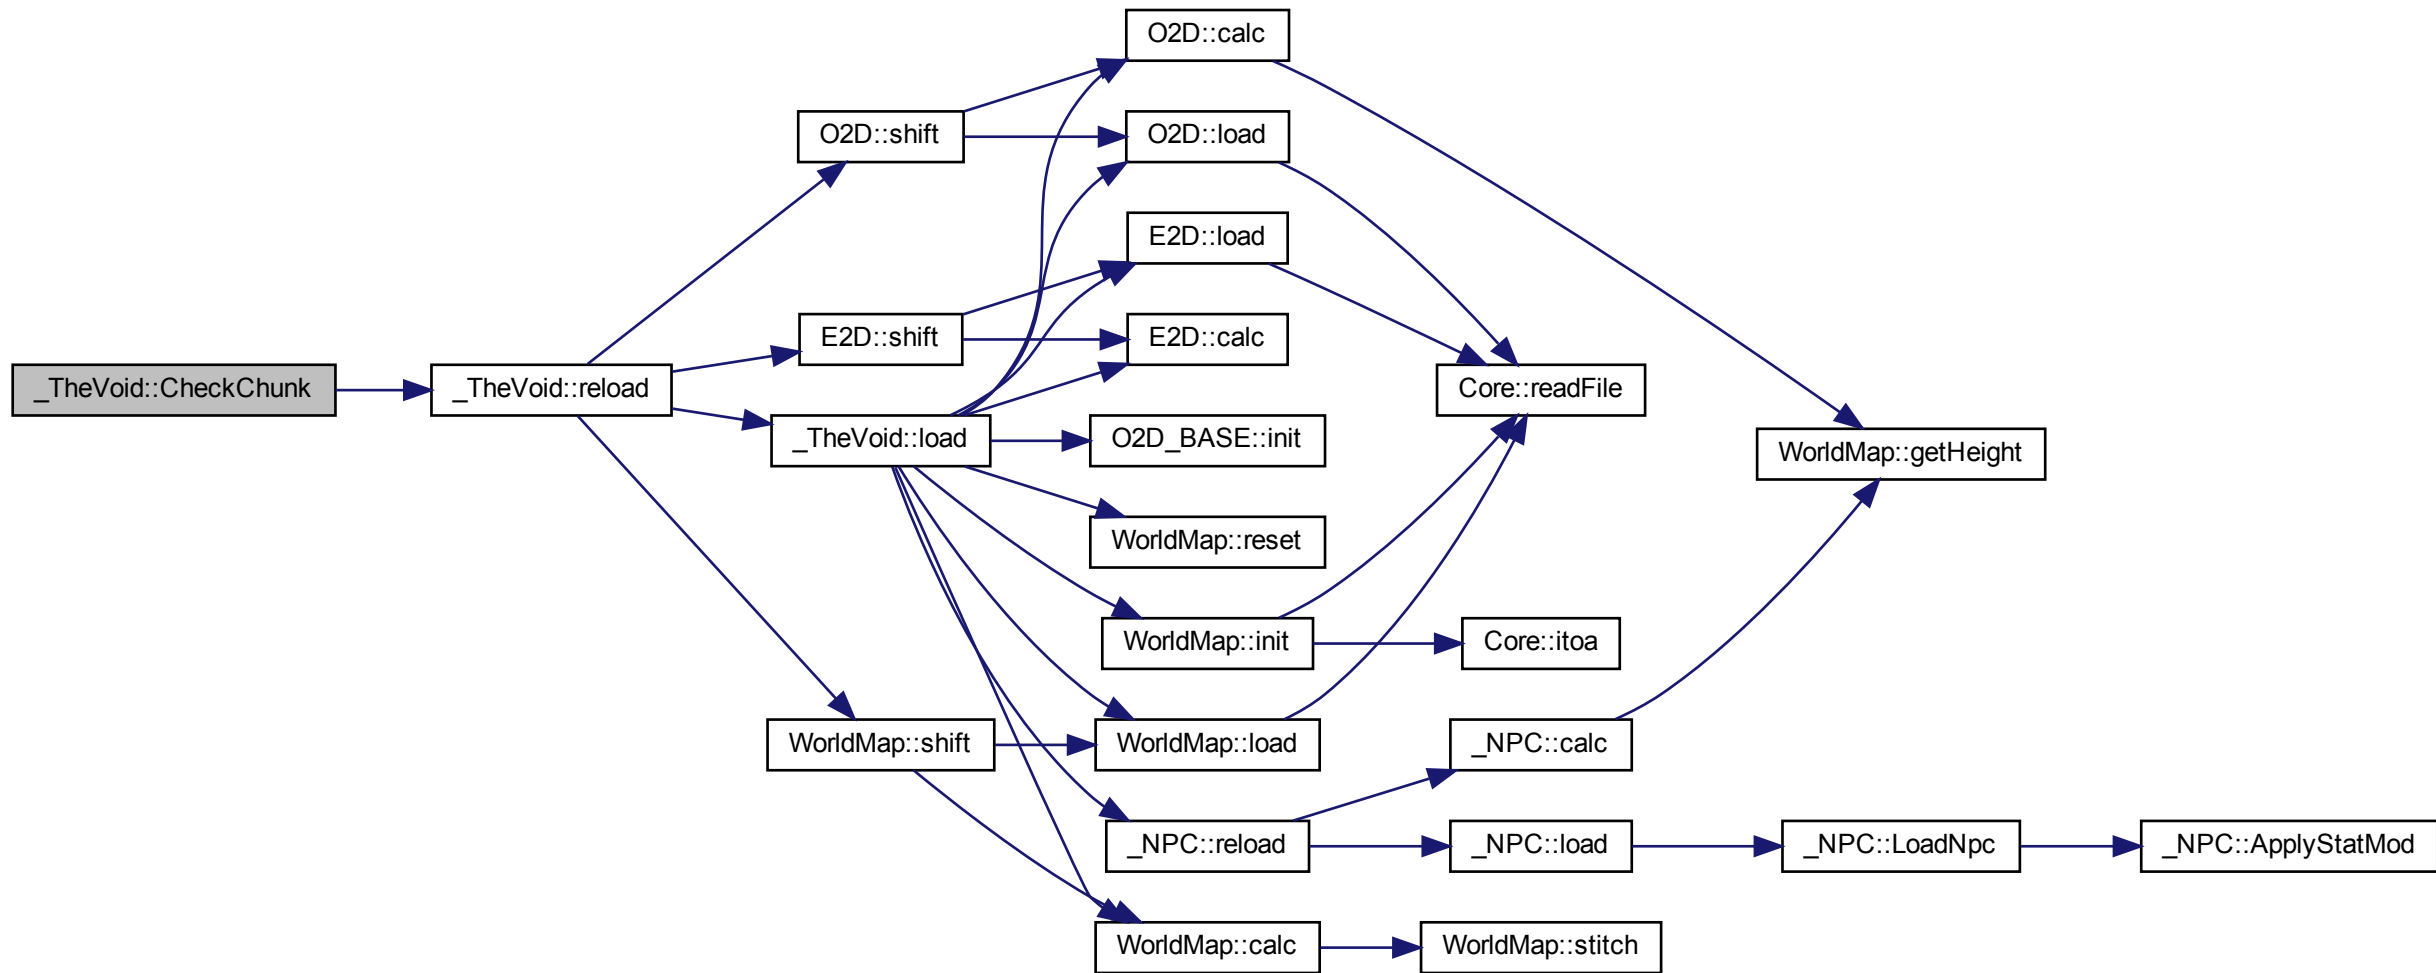 _TheVoid::CheckChunk
_TheVoid::reload
O2D::shift
E2D::shift
_TheVoid::load
WorldMap::shift
O2D::calc
O2D::load
E2D::load
E2D::calc
O2D_BASE::init
WorldMap::reset
WorldMap::init
WorldMap::load
_NPC::reload
WorldMap::calc
Core::readFile
Core::itoa
_NPC::calc
_NPC::load
WorldMap::stitch
WorldMap::getHeight
_NPC::LoadNpc
_NPC::ApplyStatMod